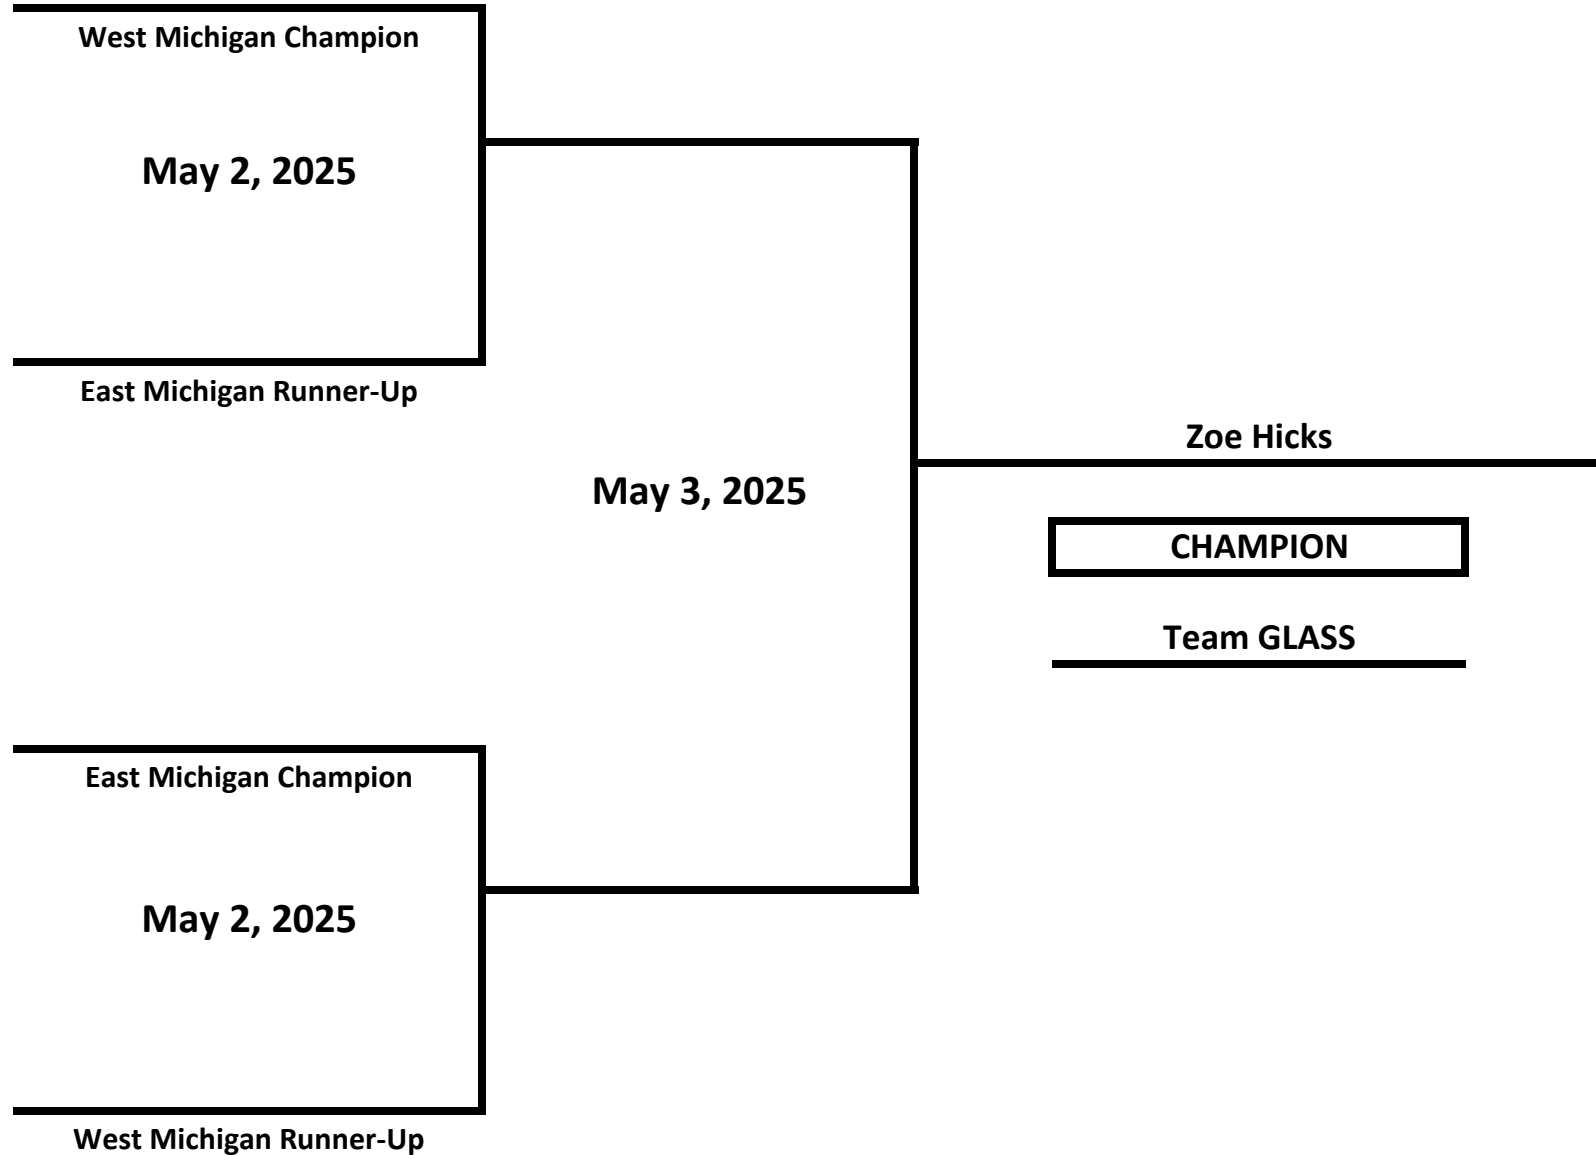 West Michigan Champion
May 2, 2025
East Michigan Runner-Up
May 3, 2025
Zoe Hicks
CHAMPION
Team GLASS
East Michigan Champion
May 2, 2025
West Michigan Runner-Up